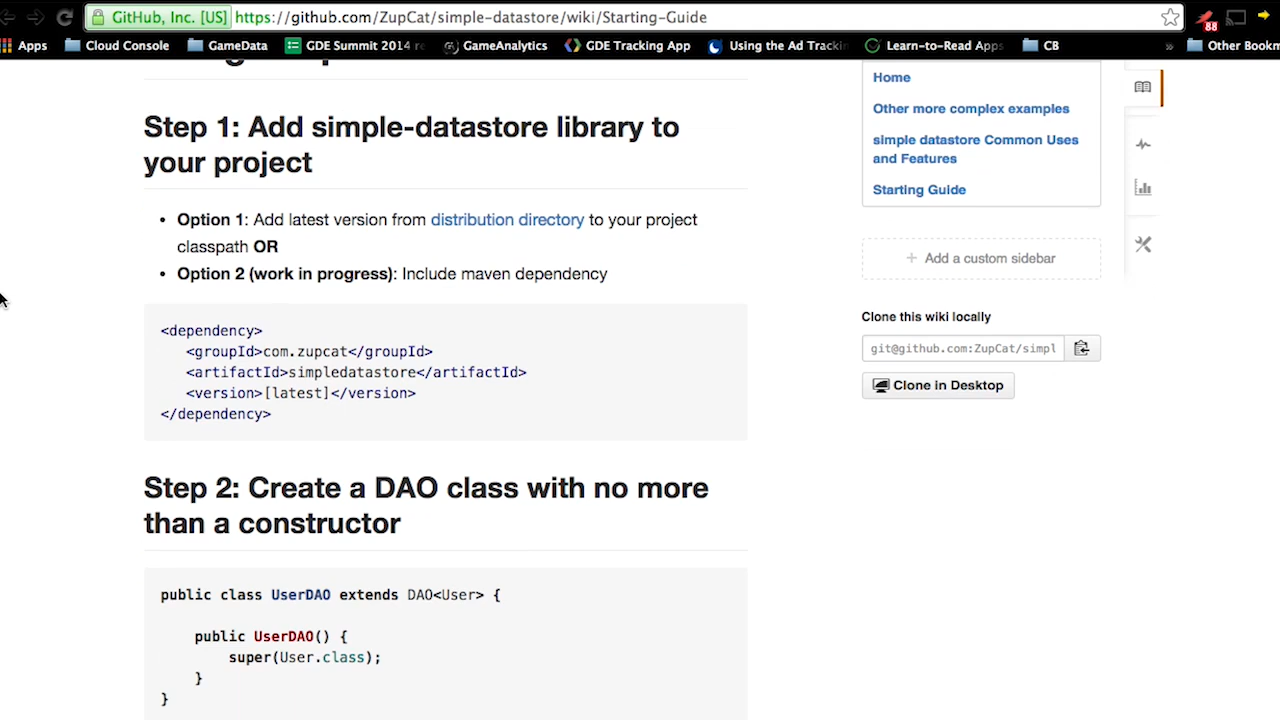 GitHub, Inc. [US] https://github.com/ZupCat/simple-datastore/wiki/Starting-Guide
88
Apps Cloud Console GameData GDE Summit 2014 re GameAnalytics GDE Tracking App Using the Ad Tracki Learn-to-Read Apps CB » Other Bookm
Step 1: Add simple-datastore library to
your project
• Option 1: Add latest version from distribution directory to your project
classpath OR
• Option 2 (work in progress): Include maven dependency
<dependency>
<groupId>com.zupcat</groupId>
<artifactId>simpledatastore</artifactId>
<version>[latest]</version>
</dependency>
Step 2: Create a DAO class with no more
than a constructor
public class UserDAO extends DAO<User> {
public UserDAO() {
super(User.class);
}
}
Home
Other more complex examples
simple datastore Common Uses
and Features
Starting Guide
+ Add a custom sidebar
Clone this wiki locally
git@github.com:ZupCat/simpl
Clone in Desktop